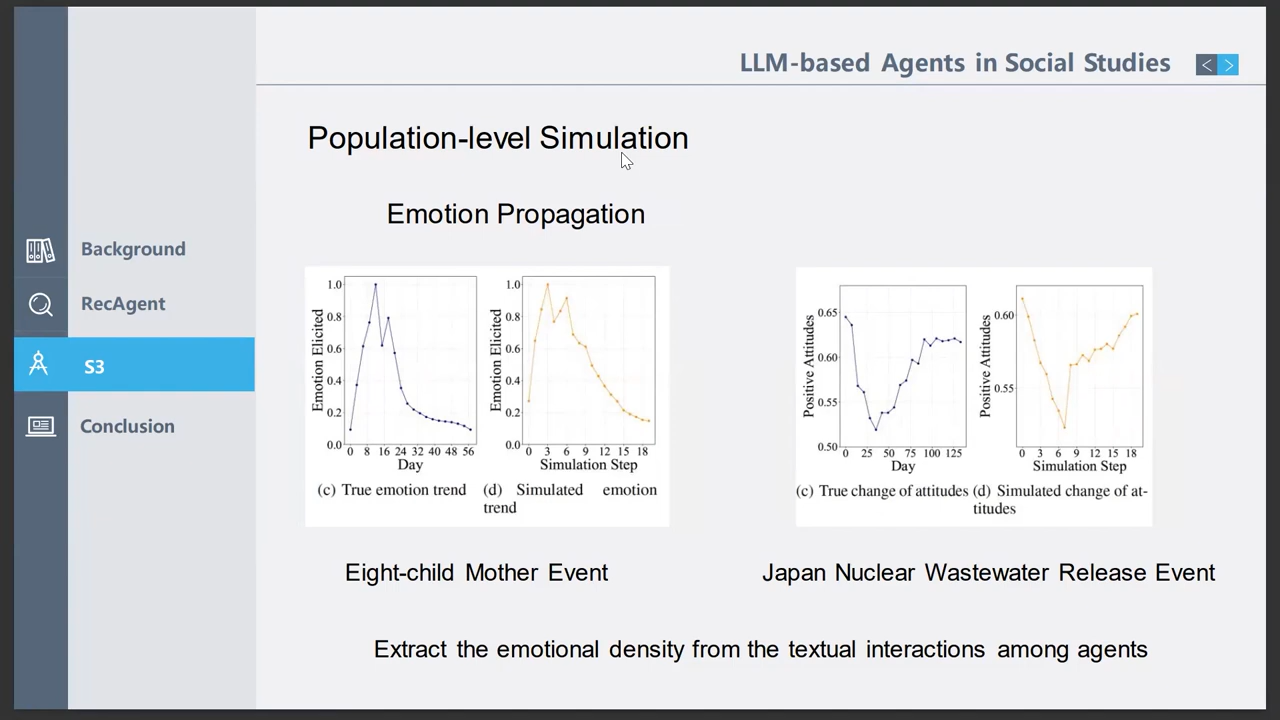 LLM-based Agents in Social Studies
Population-level Simulation
Emotion Propagation
Background
RecAgent
S3
Conclusion
Emotion Elicited
1.0
0.8
0.6
0.4
0.2
0.0
0 8 16 24 32 40 48 56
Day
(c) True emotion trend
Emotion Elicited
1.0
0.8
0.6
0.4
0.2
0.0
0 3 6 9 12 15 18
Simulation Step
(d) Simulated emotion
trend
Positive Attitudes
0.65
0.60
0.55
0.50
0 25 50 75 100 125
Day
(c) True change of attitudes
Positive Attitudes
0.60
0.55
0 3 6 9 12 15 18
Simulation Step
(d) Simulated change of at-
titudes
Eight-child Mother Event
Japan Nuclear Wastewater Release Event
Extract the emotional density from the textual interactions among agents